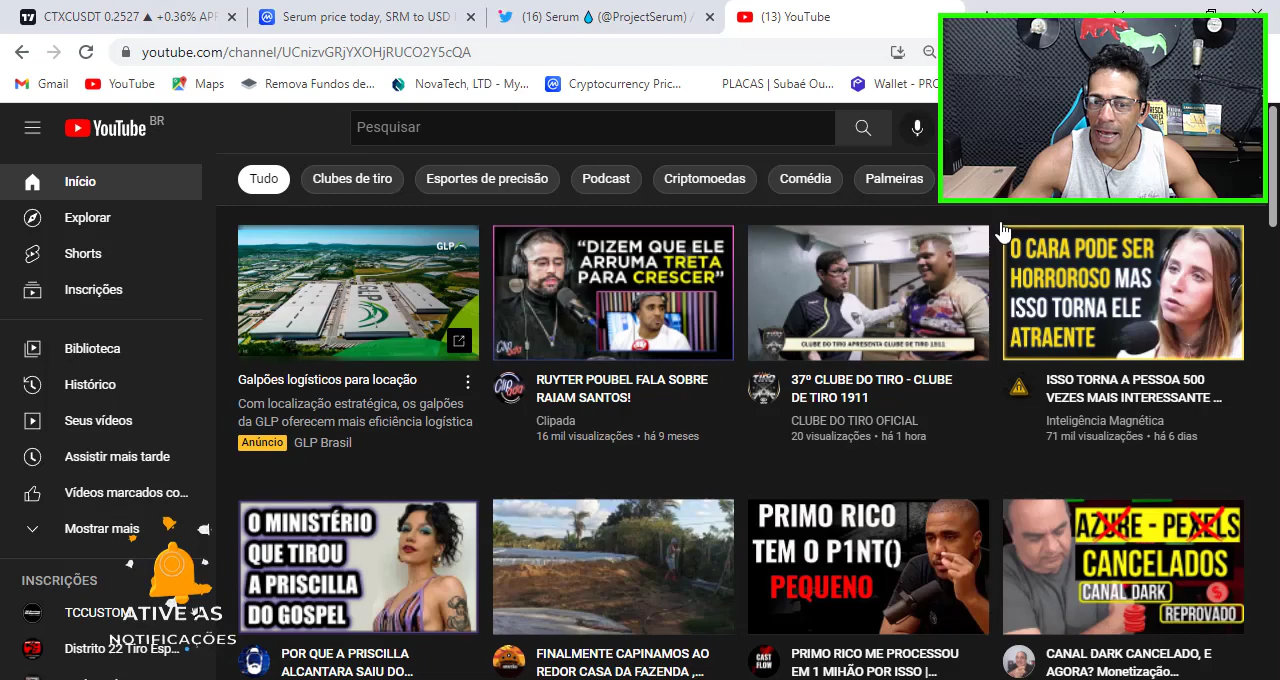 CTXCUSDT 0.2527 ▲ +0.36% APR
Serum price today, SRM to USD l
(16) Serum 💧 (@ProjectSerum) /
(13) YouTube
youtube.com/channel/UCnizvGRjYXOHjRUCO2Y5cQA
Gmail
YouTube
Maps
Remova Fundos de...
NovaTech, LTD - My...
Cryptocurrency Pric...
PLACAS | Subaé Ou...
Wallet - PRO
YouTube BR
Pesquisar
Início
Explorar
Shorts
Inscrições
Biblioteca
Histórico
Seus vídeos
Assistir mais tarde
Vídeos marcados co...
Mostrar mais
INSCRIÇÕES
TCCUSTOM
Distrito 22 Tiro Esp...
ATIVE AS
NOTIFICAÇÕES
Tudo
Clubes de tiro
Esportes de precisão
Podcast
Criptomoedas
Comédia
Palmeiras
GLP
Galpões logísticos para locação
Com localização estratégica, os galpões
da GLP oferecem mais eficiência logística
Anúncio GLP Brasil
“DIZEM QUE ELE
ARRUMA TRETA
PARA CRESCER”
RUYTER POUBEL FALA SOBRE
RAIAM SANTOS!
Clipada
16 mil visualizações • há 9 meses
CLUBE DO TIRO APRESENTA CLUBE DE TIRO 1911
37º CLUBE DO TIRO - CLUBE
DE TIRO 1911
CLUBE DO TIRO OFICIAL
20 visualizações • há 1 hora
O CARA PODE SER
HORROROSO MAS
ISSO TORNA ELE
ATRAENTE
ISSO TORNA A PESSOA 500
VEZES MAIS INTERESSANTE ...
Inteligência Magnética
71 mil visualizações • há 6 dias
O MINISTÉRIO
QUE TIROU
A PRISCILLA
DO GOSPEL
POR QUE A PRISCILLA
ALCANTARA SAIU DO...
FINALMENTE CAPINAMOS AO
REDOR CASA DA FAZENDA ,...
PRIMO RICO
TEM O P1NT()
PEQUENO
CAST
FLOW
PRIMO RICO ME PROCESSOU
EM 1 MIHÃO POR ISSO |...
AZURE - PEXELS
CANCELADOS
CANAL DARK
REPROVADO
CANAL DARK CANCELADO, E
AGORA? Monetização...